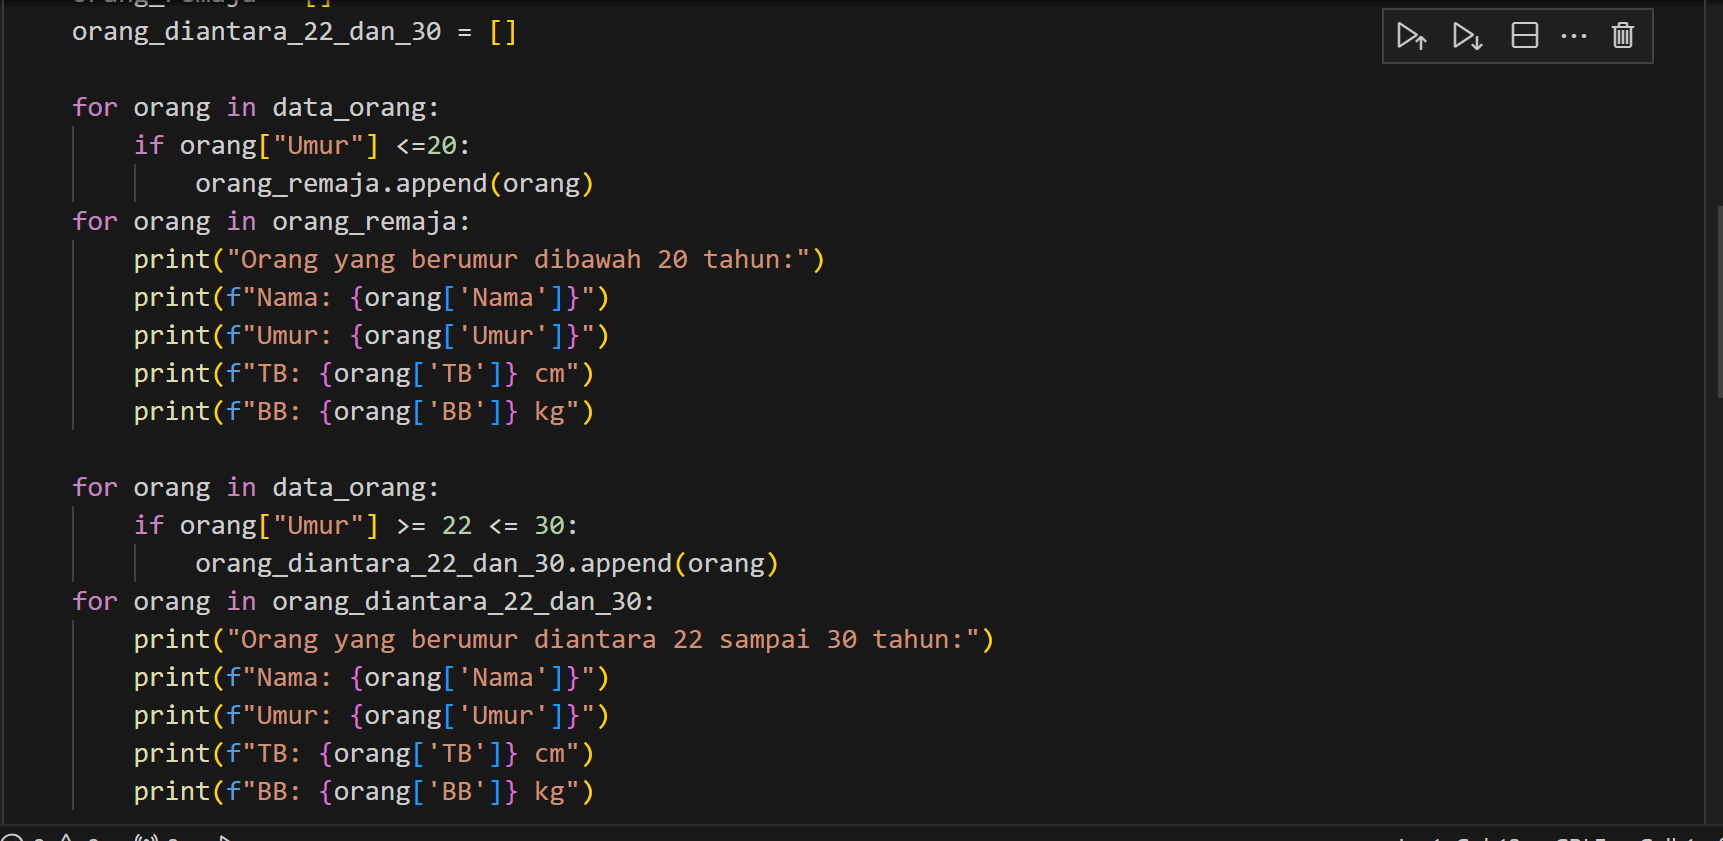 orang_diantara_22_dan_30 = []
for orang in data_orang:
    if orang["Umur"] <=20:
        orang_remaja.append(orang)
for orang in orang_remaja:
    print("Orang yang berumur dibawah 20 tahun:")
    print(f"Nama: {orang['Nama']}")
    print(f"Umur: {orang['Umur']}")
    print(f"TB: {orang['TB']} cm")
    print(f"BB: {orang['BB']} kg")
for orang in data_orang:
    if orang["Umur"] >= 22 <= 30:
        orang_diantara_22_dan_30.append(orang)
for orang in orang_diantara_22_dan_30:
    print("Orang yang berumur diantara 22 sampai 30 tahun:")
    print(f"Nama: {orang['Nama']}")
    print(f"Umur: {orang['Umur']}")
    print(f"TB: {orang['TB']} cm")
    print(f"BB: {orang['BB']} kg")